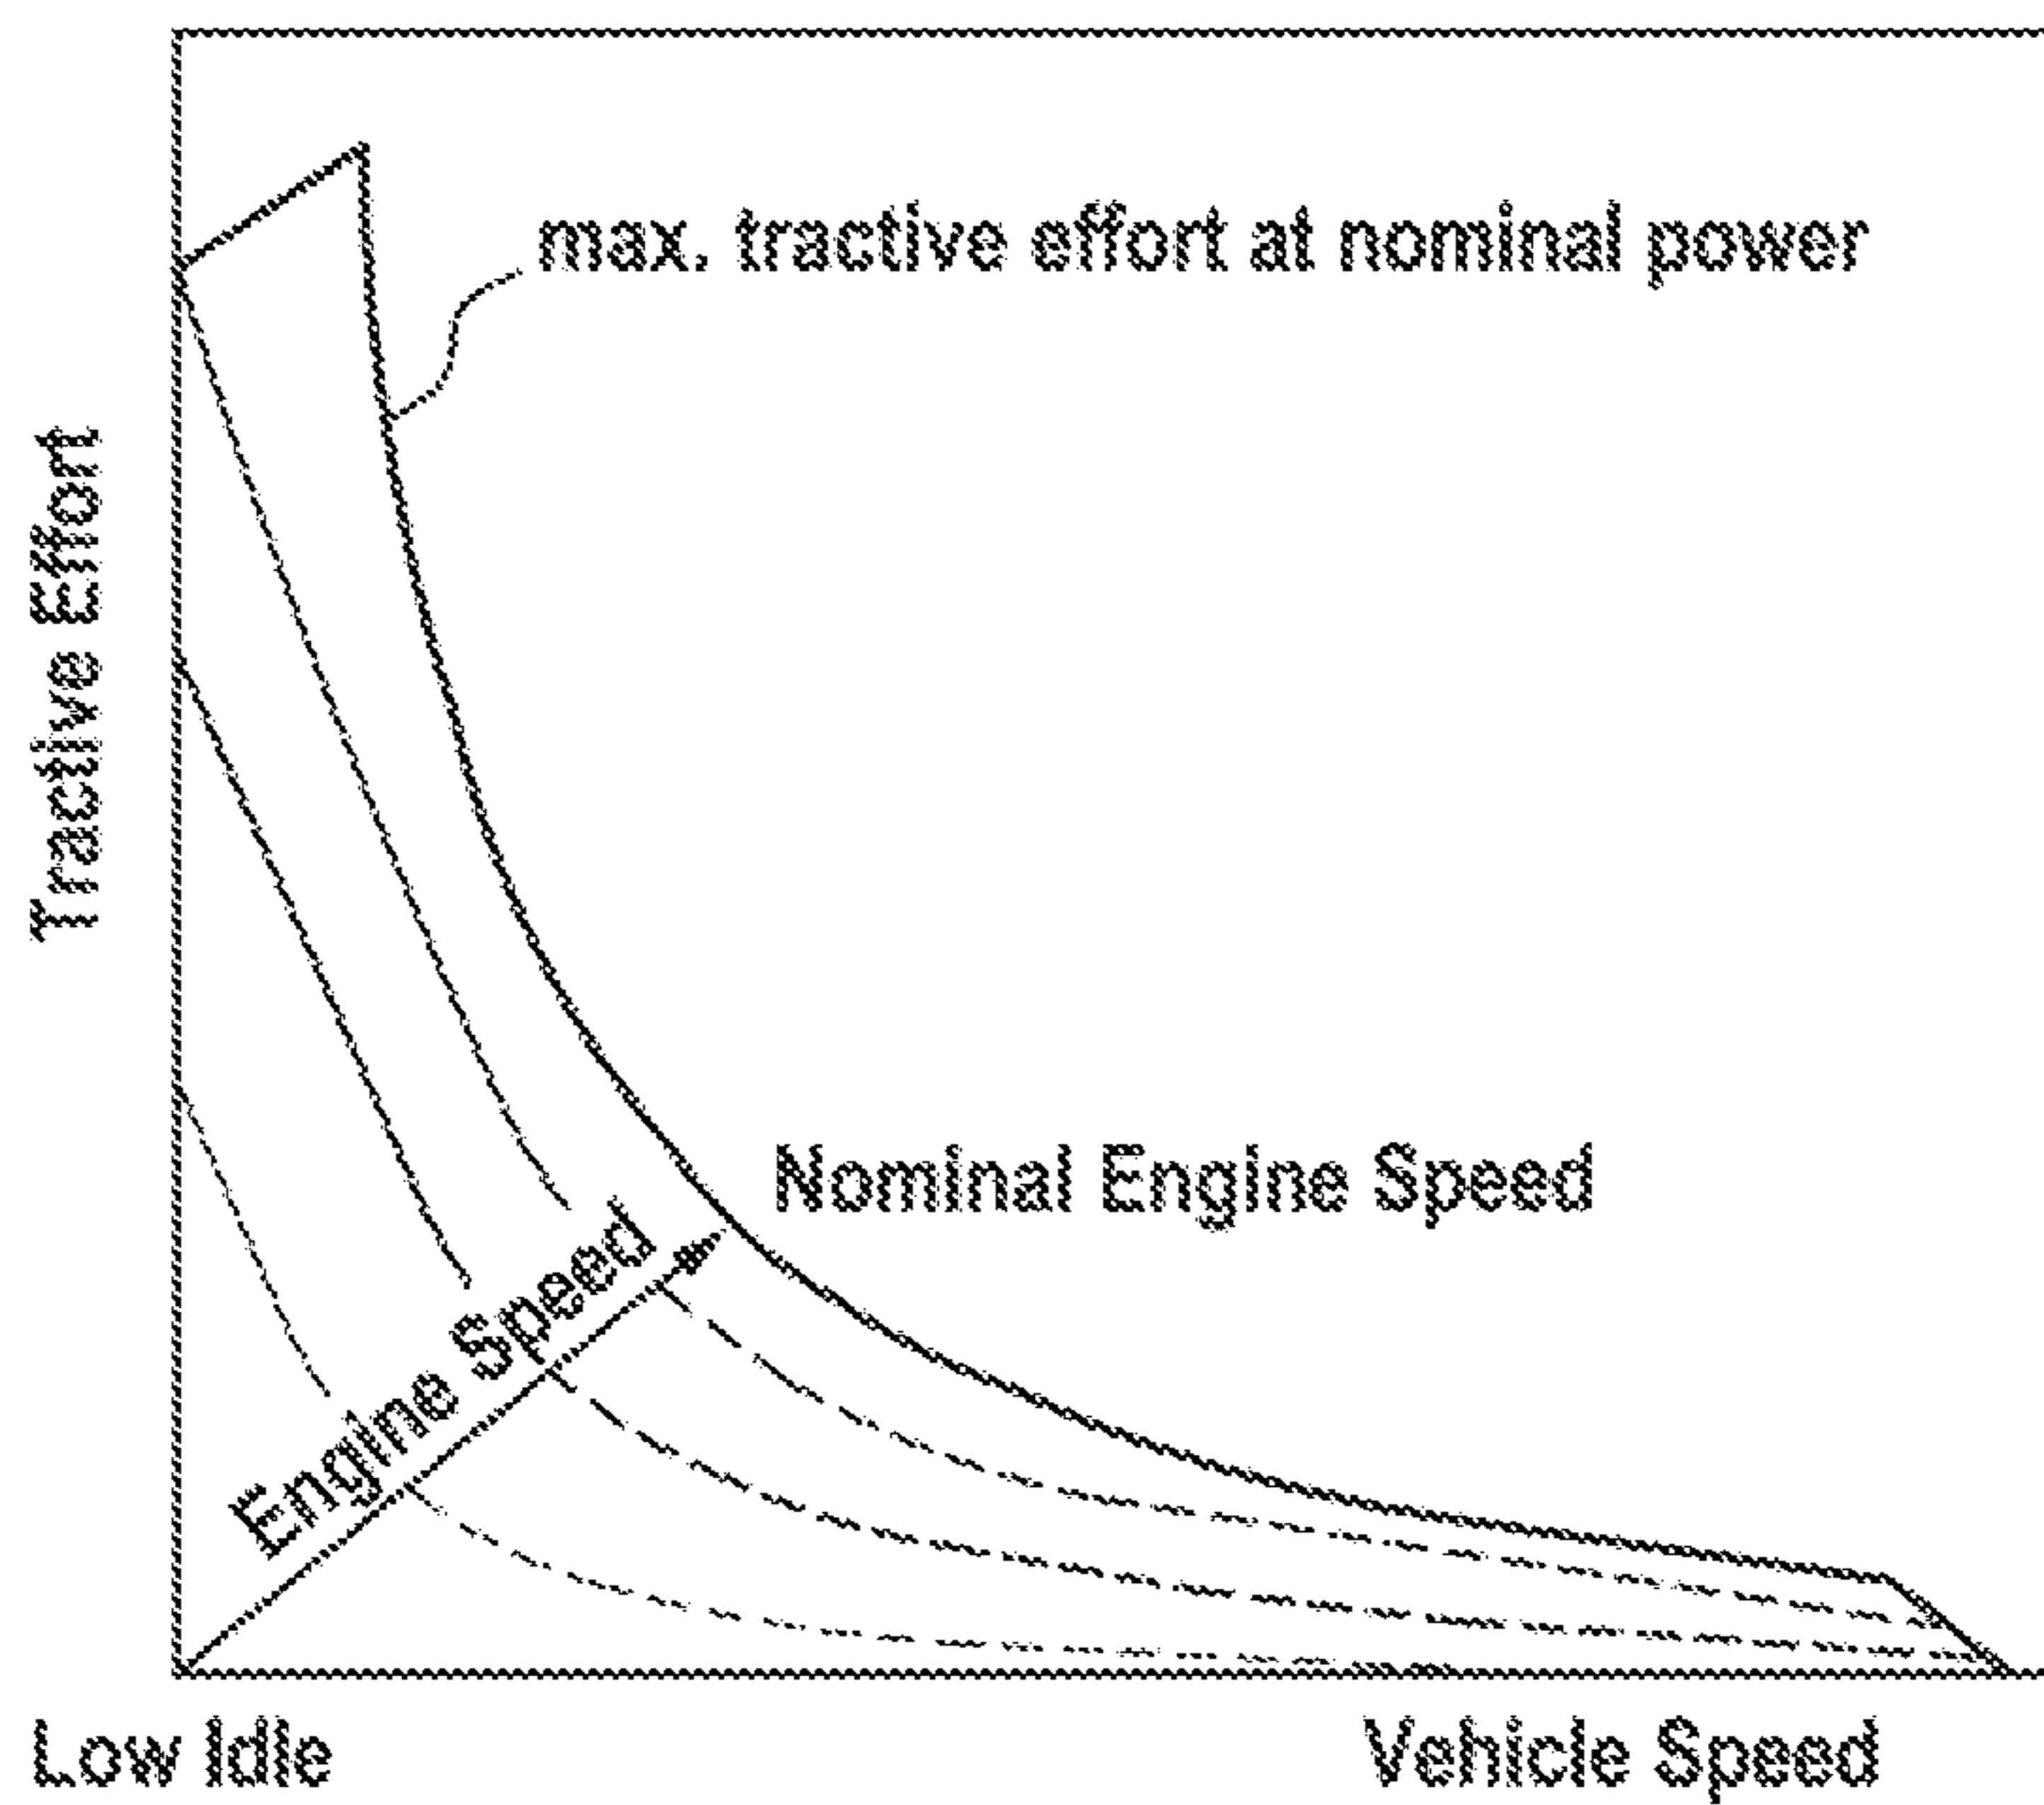 max. tractive effort at nominal power
Tractive Effort
Nominal Engine Speed
Engine Speed
Low Idle
Vehicle Speed